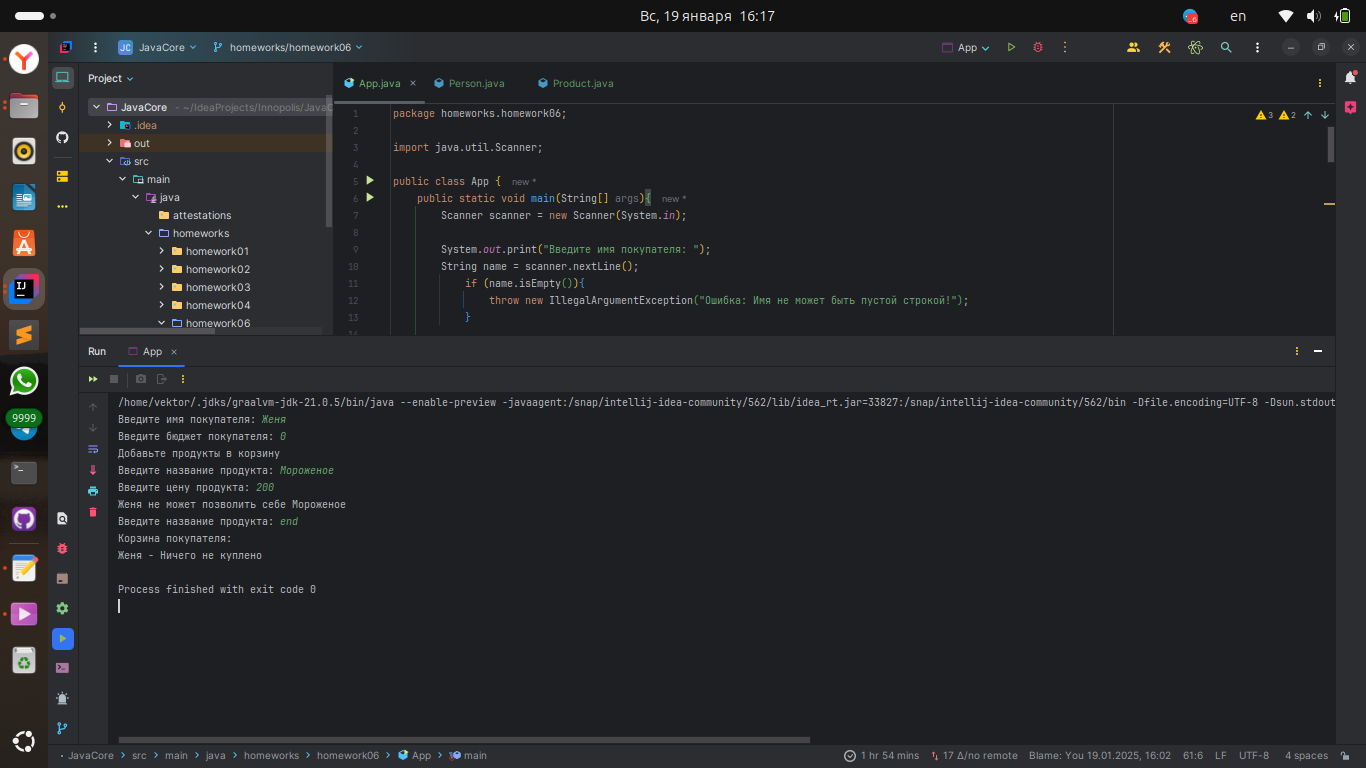 Вс, 19 января 16:17
en
JC JavaCore
homeworks/homework06
App
Project
App.java
Person.java
Product.java
JavaCore - ~/IdeaProjects/Innopolis/JavaC
.idea
out
src
main
java
attestations
homeworks
homework01
homework02
homework03
homework04
homework06
3 2
1 package homeworks.homework06;
2
3 import java.util.Scanner;
4
5 public class App { new *
6 public static void main(String[] args){ new *
7 Scanner scanner = new Scanner(System.in);
8
9 System.out.print("Введите имя покупателя: ");
10 String name = scanner.nextLine();
11 if (name.isEmpty()){
12 throw new IllegalArgumentException("Ошибка: Имя не может быть пустой строкой!");
13 }
14
9999
Run
App
/home/vektor/.jdks/graalvm-jdk-21.0.5/bin/java --enable-preview -javaagent:/snap/intellij-idea-community/562/lib/idea_rt.jar=33827:/snap/intellij-idea-community/562/bin -Dfile.encoding=UTF-8 -Dsun.stdout
Введите имя покупателя: Женя
Введите бюджет покупателя: 0
Добавьте продукты в корзину
Введите название продукта: Мороженое
Введите цену продукта: 200
Женя не может позволить себе Мороженое
Введите название продукта: end
Корзина покупателя:
Женя - Ничего не куплено
Process finished with exit code 0
JavaCore > src > main > java > homeworks > homework06 > App > main
1 hr 54 mins
17 Δ/no remote
Blame: You 19.01.2025, 16:02
61:6
LF
UTF-8
4 spaces